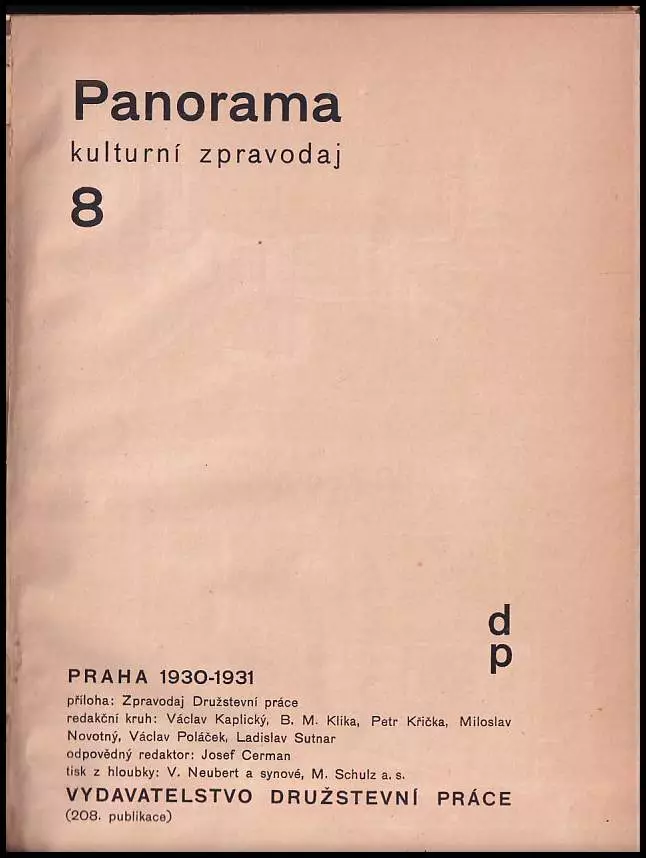 Panorama
kulturní zpravodaj
8
d
p
PRAHA 1930-1931
příloha: Zpravodaj Družstevní práce
redakční kruh: Václav Kaplický, B. M. Klika, Petr Křička, Miloslav
Novotný, Václav Poláček, Ladislav Sutnar
odpovědný redaktor: Josef Cerman
tisk z hloubky: V. Neubert a synové, M. Schulz a. s.
VYDAVATELSTVO DRUŽSTEVNÍ PRÁCE
(208. publikace)